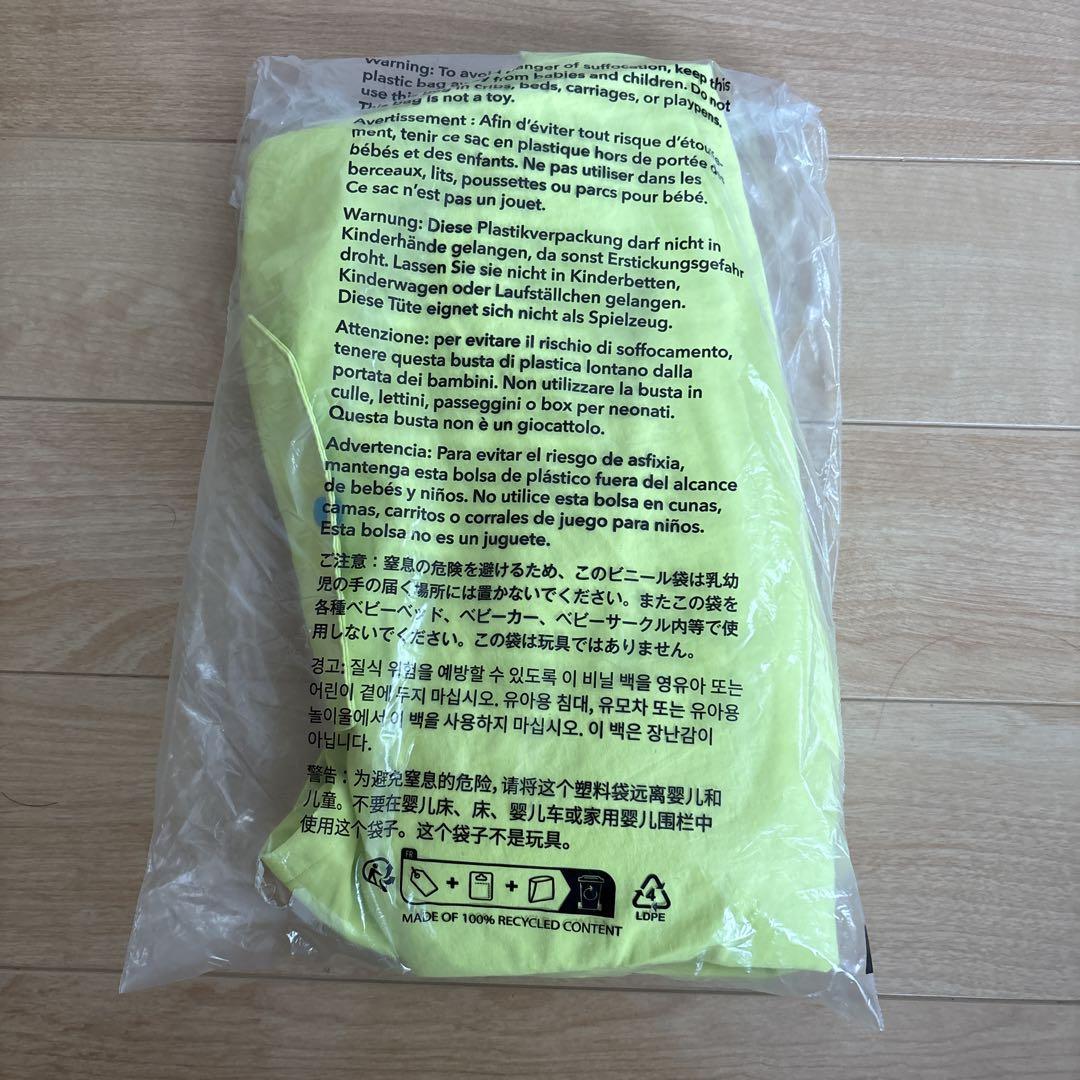 Warning: To avoid danger of suffocation, keep this
plastic bag away from babies and children. Do not
use this bag in cribs, beds, carriages, or playpens.
This bag is not a toy.
Avertissement : Afin d'éviter tout risque d'étouffe-
ment, tenir ce sac en plastique hors de portée des
bébés et des enfants. Ne pas utiliser dans les
berceaux, lits, poussettes ou parcs pour bébé.
Ce sac n'est pas un jouet.
Warnung: Diese Plastikverpackung darf nicht in
Kinderhände gelangen, da sonst Erstickungsgefahr
droht. Lassen Sie sie nicht in Kinderbetten,
Kinderwagen oder Laufställchen gelangen.
Diese Tüte eignet sich nicht als Spielzeug.
Attenzione: per evitare il rischio di soffocamento,
tenere questa busta di plastica lontano dalla
portata dei bambini. Non utilizzare la busta in
culle, lettini, passeggini o box per neonati.
Questa busta non è un giocattolo.
Advertencia: Para evitar el riesgo de asfixia,
mantenga esta bolsa de plástico fuera del alcance
de bebés y niños. No utilice esta bolsa en cunas,
camas, carritos o corrales de juego para niños.
Esta bolsa no es un juguete.
ご注意：窒息の危険を避けるため、このビニール袋は乳幼
児の手の届く場所には置かないでください。またこの袋を
各種ベビーベッド、ベビーカー、ベビーサークル内等で使
用しないでください。この袋は玩具ではありません。
경고: 질식 위험을 예방할 수 있도록 이 비닐 백을 영유아 또는
어린이 곁에 두지 마십시오. 유아용 침대, 유모차 또는 유아용
놀이울에서 이 백을 사용하지 마십시오. 이 백은 장난감이
아닙니다.
警告：为避免窒息的危险，请将这个塑料袋远离婴儿和
儿童。不要在婴儿床、床、婴儿车或家用婴儿围栏中
使用这个袋子。这个袋子不是玩具。
FR
+ +
MADE OF 100% RECYCLED CONTENT
4
LDPE